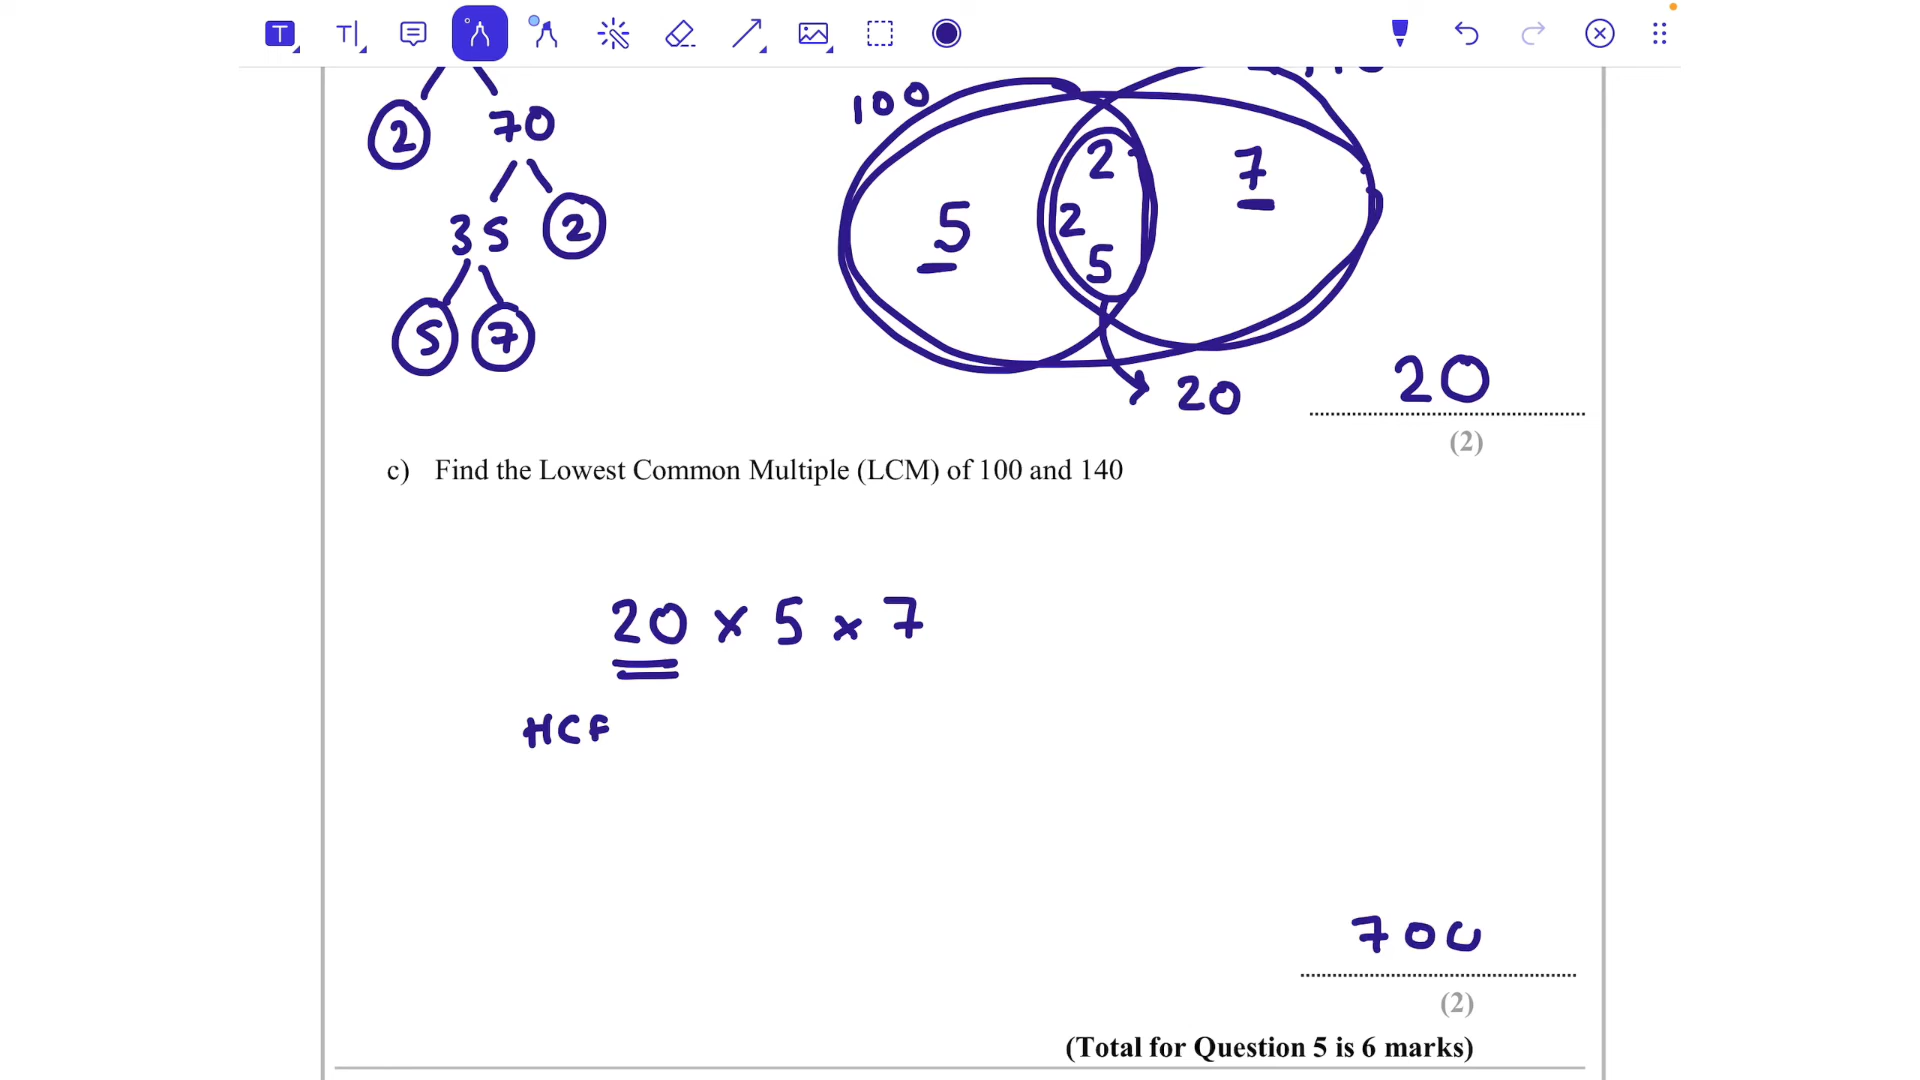 T T|
100
2 70
2 7
35 2
5 2
5
5 7
20
20
(2)
c) Find the Lowest Common Multiple (LCM) of 100 and 140
20 × 5 × 7
HCF
700
(2)
(Total for Question 5 is 6 marks)